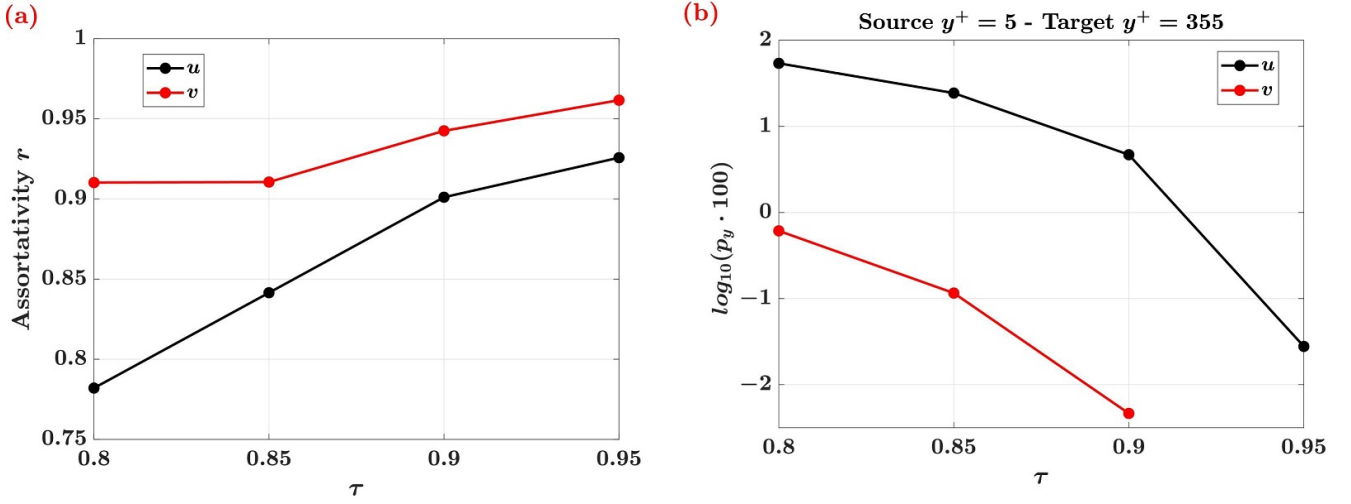 (a)
1
0.95
0.9
0.85
0.8
0.75
Assortativity r
u
v
0.8 0.85 0.9 0.95
τ
(b)
Source y⁺ = 5 - Target y⁺ = 355
2
1
0
−1
−2
log₁₀(p_y · 100)
u
v
0.8 0.85 0.9 0.95
τ